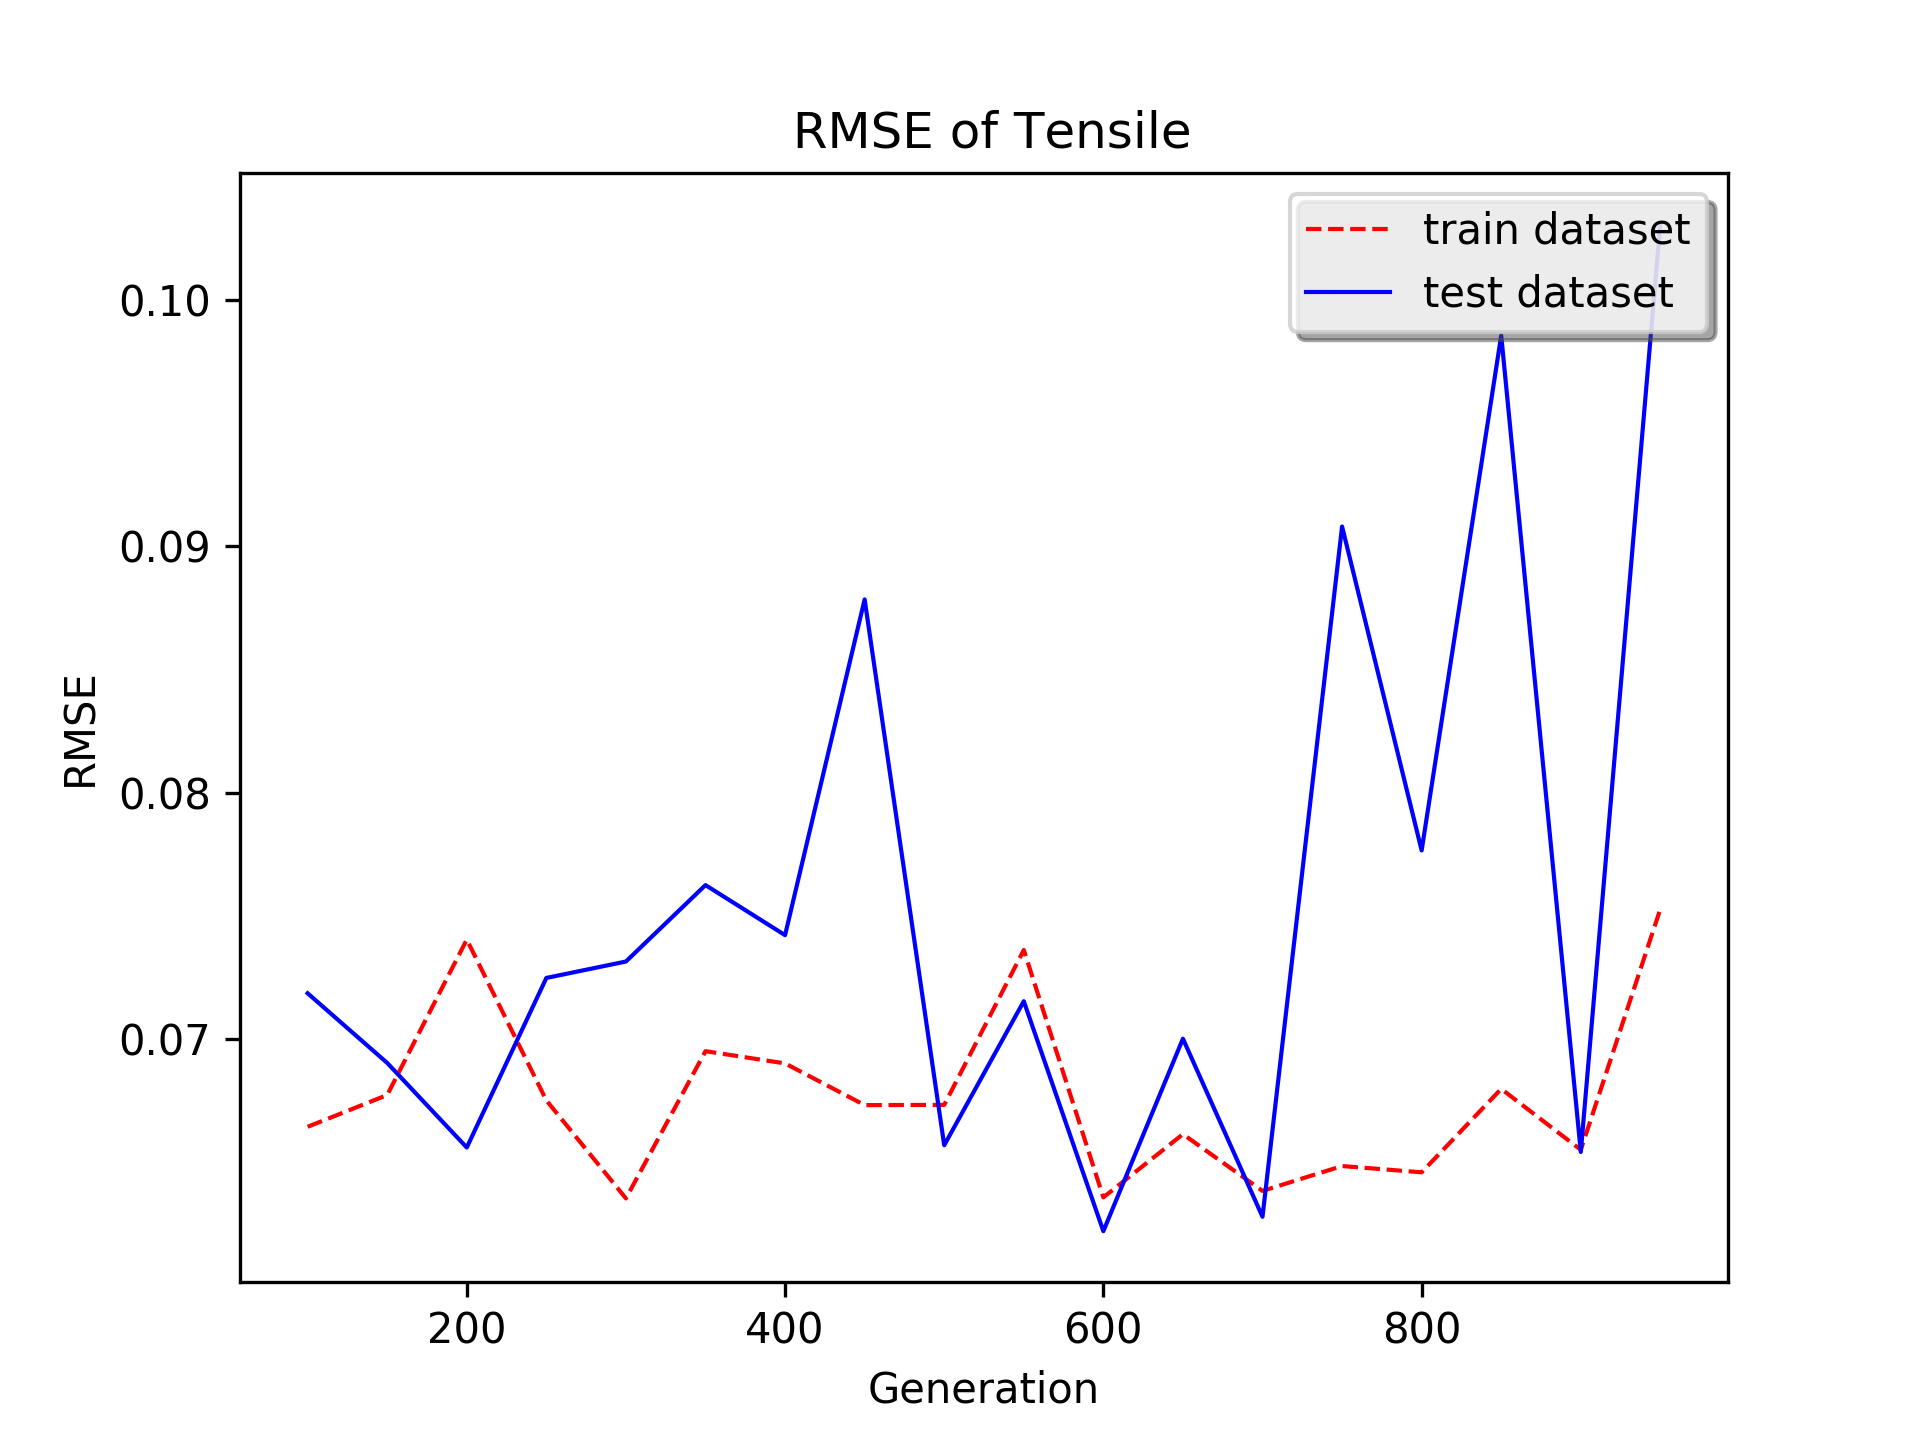 RMSE of Tensile
train dataset
test dataset
0.10
0.09
0.08
0.07
RMSE
200 400 600 800
Generation